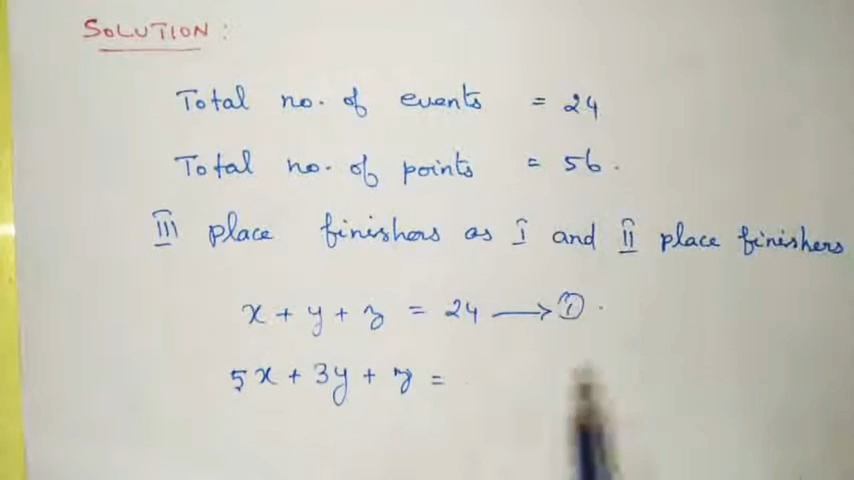 SOLUTION :
Total no. of events = 24
Total no. of points = 56.
III place finishers as I and II place finishers
x + y + z = 24 ⟶ ①.
5x + 3y + z =